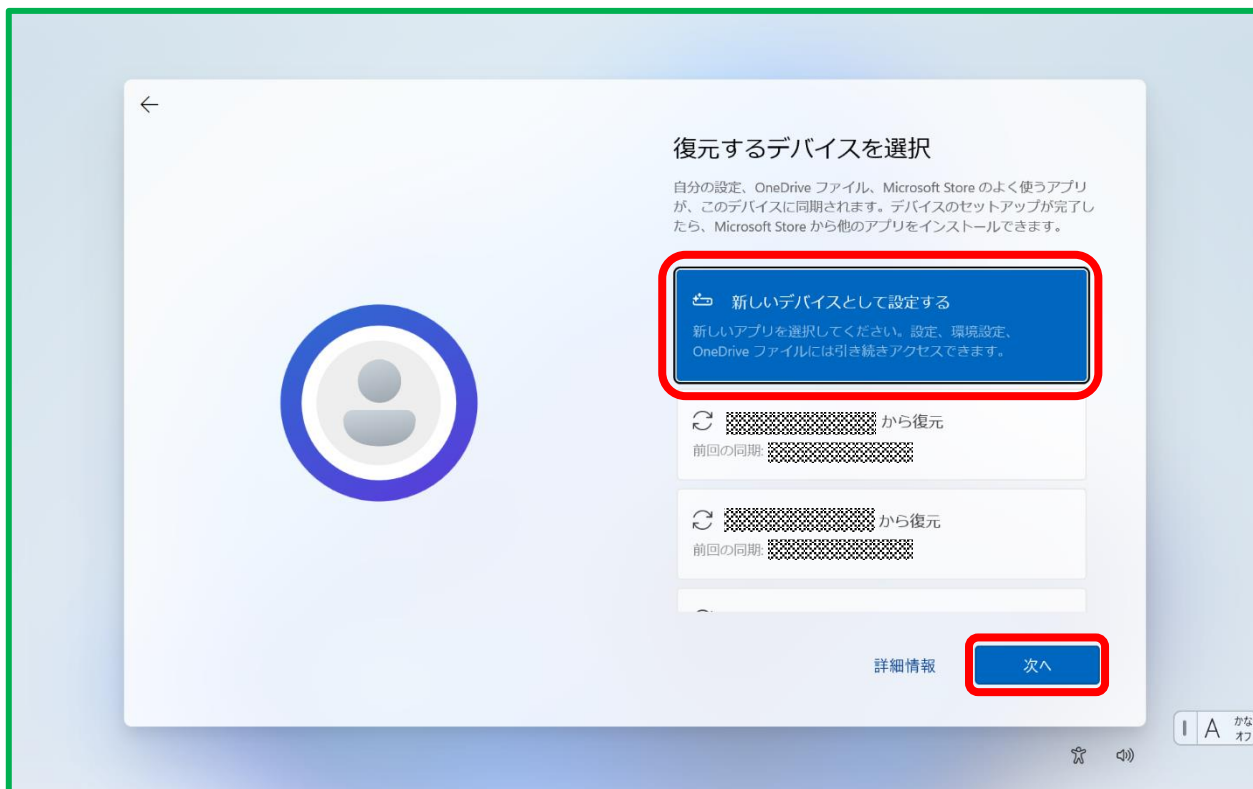 復元するデバイスを選択
自分の設定、OneDrive ファイル、Microsoft Store のよく使うアプリ
が、このデバイスに同期されます。デバイスのセットアップが完了し
たら、Microsoft Store から他のアプリをインストールできます。
新しいデバイスとして設定する
新しいアプリを選択してください。設定、環境設定、
OneDrive ファイルには引き続きアクセスできます。
から復元
前回の同期:
から復元
前回の同期:
詳細情報
次へ
A かな
オフ